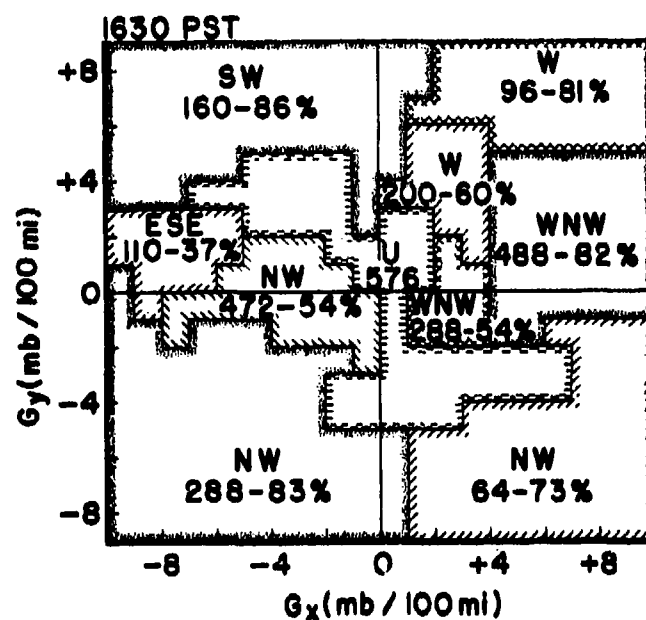 1630 PST
+8
SW
160-86%
W
96-81%
+4
W
200-60%
ESE
110-37%
WNW
488-82%
U
576
NW
472-54%
0
WNW
288-54%
Gy(mb/100mi)
-4
NW
288-83%
NW
64-73%
-8
-8
-4
0
+4
+8
Gx(mb/100mi)